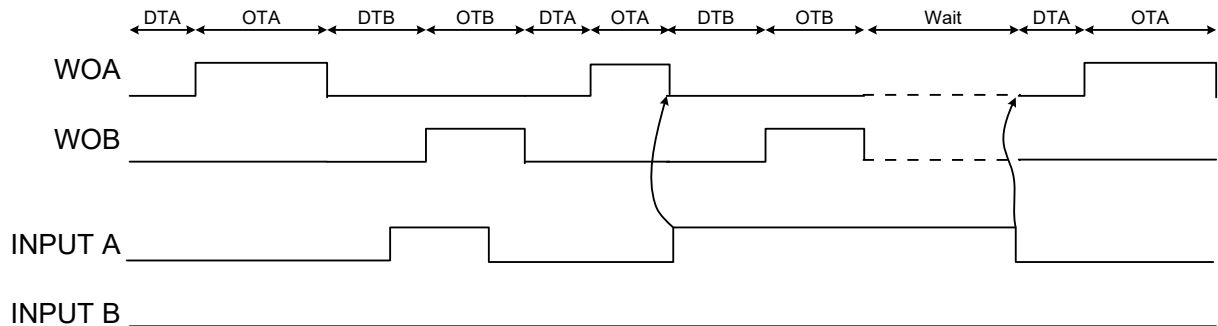 DTA OTA DTB OTB DTA OTA DTB OTB Wait DTA OTA
WOA
WOB
INPUT A
INPUT B